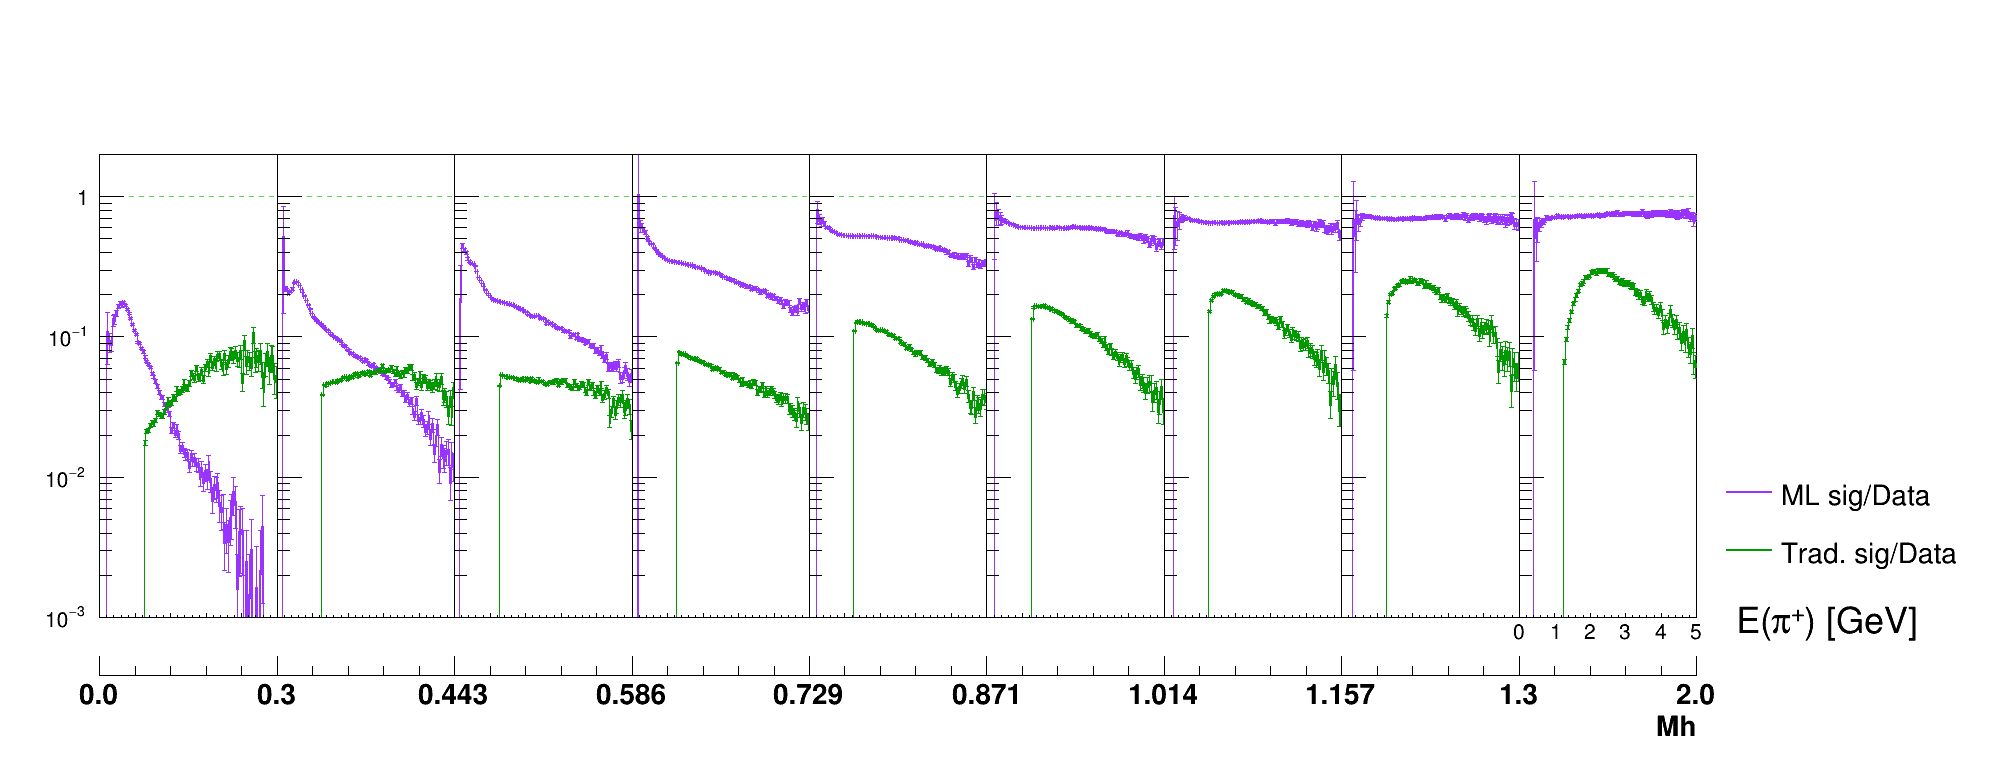 1
10⁻¹
10⁻²
10⁻³
ML sig/Data
Trad. sig/Data
E(π⁺) [GeV]
0 1 2 3 4 5
0.0 0.3 0.443 0.586 0.729 0.871 1.014 1.157 1.3 2.0
Mh